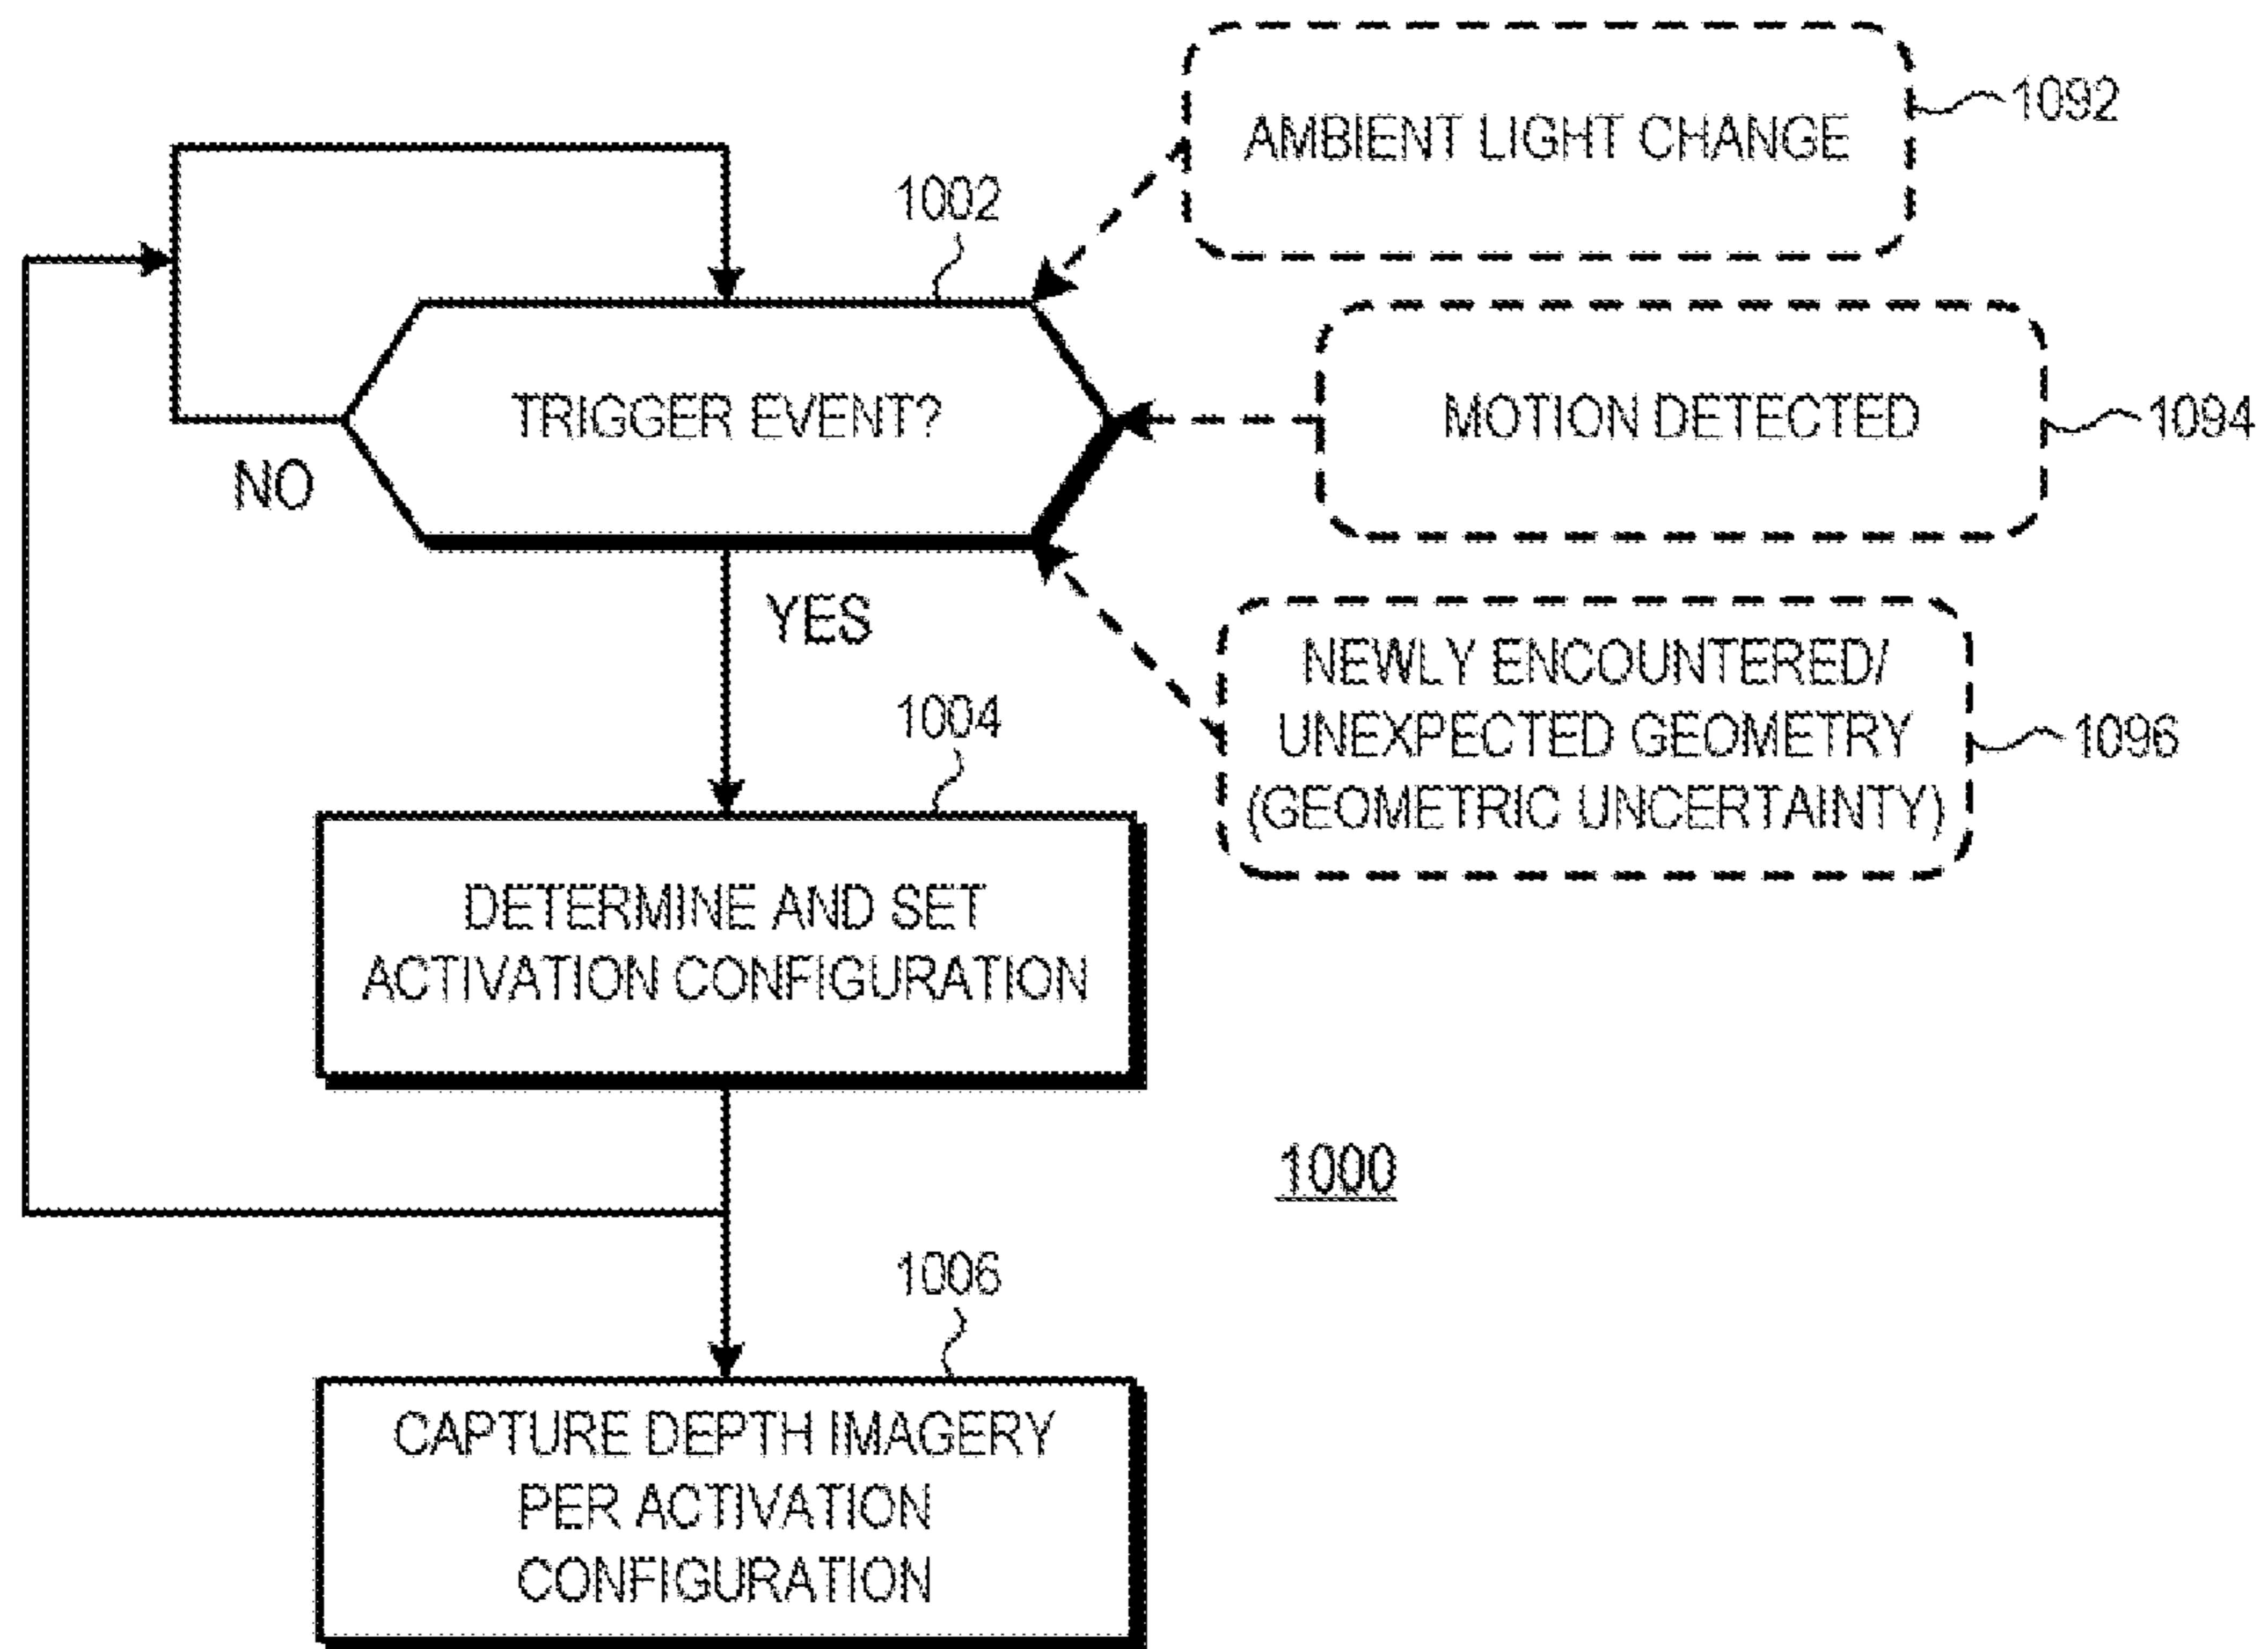 AMBIENT LIGHT CHANGE
1092
1002
TRIGGER EVENT?
MOTION DETECTED
1094
NO
YES
NEWLY ENCOUNTERED/
UNEXPECTED GEOMETRY
(GEOMETRIC UNCERTAINTY)
1096
1004
DETERMINE AND SET
ACTIVATION CONFIGURATION
1000
1006
CAPTURE DEPTH IMAGERY
PER ACTIVATION
CONFIGURATION